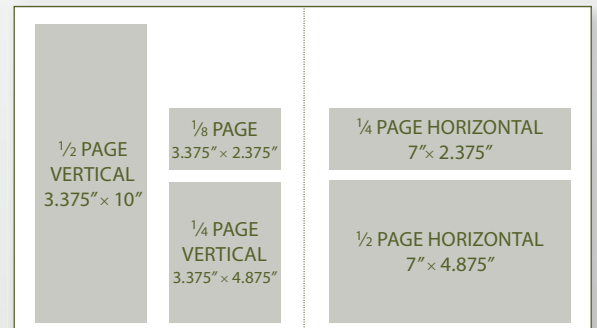 ½ PAGE
VERTICAL
3.375″ × 10″
⅛ PAGE
3.375″ × 2.375″
¼ PAGE
VERTICAL
3.375″ × 4.875″
¼ PAGE HORIZONTAL
7″ × 2.375″
½ PAGE HORIZONTAL
7″ × 4.875″